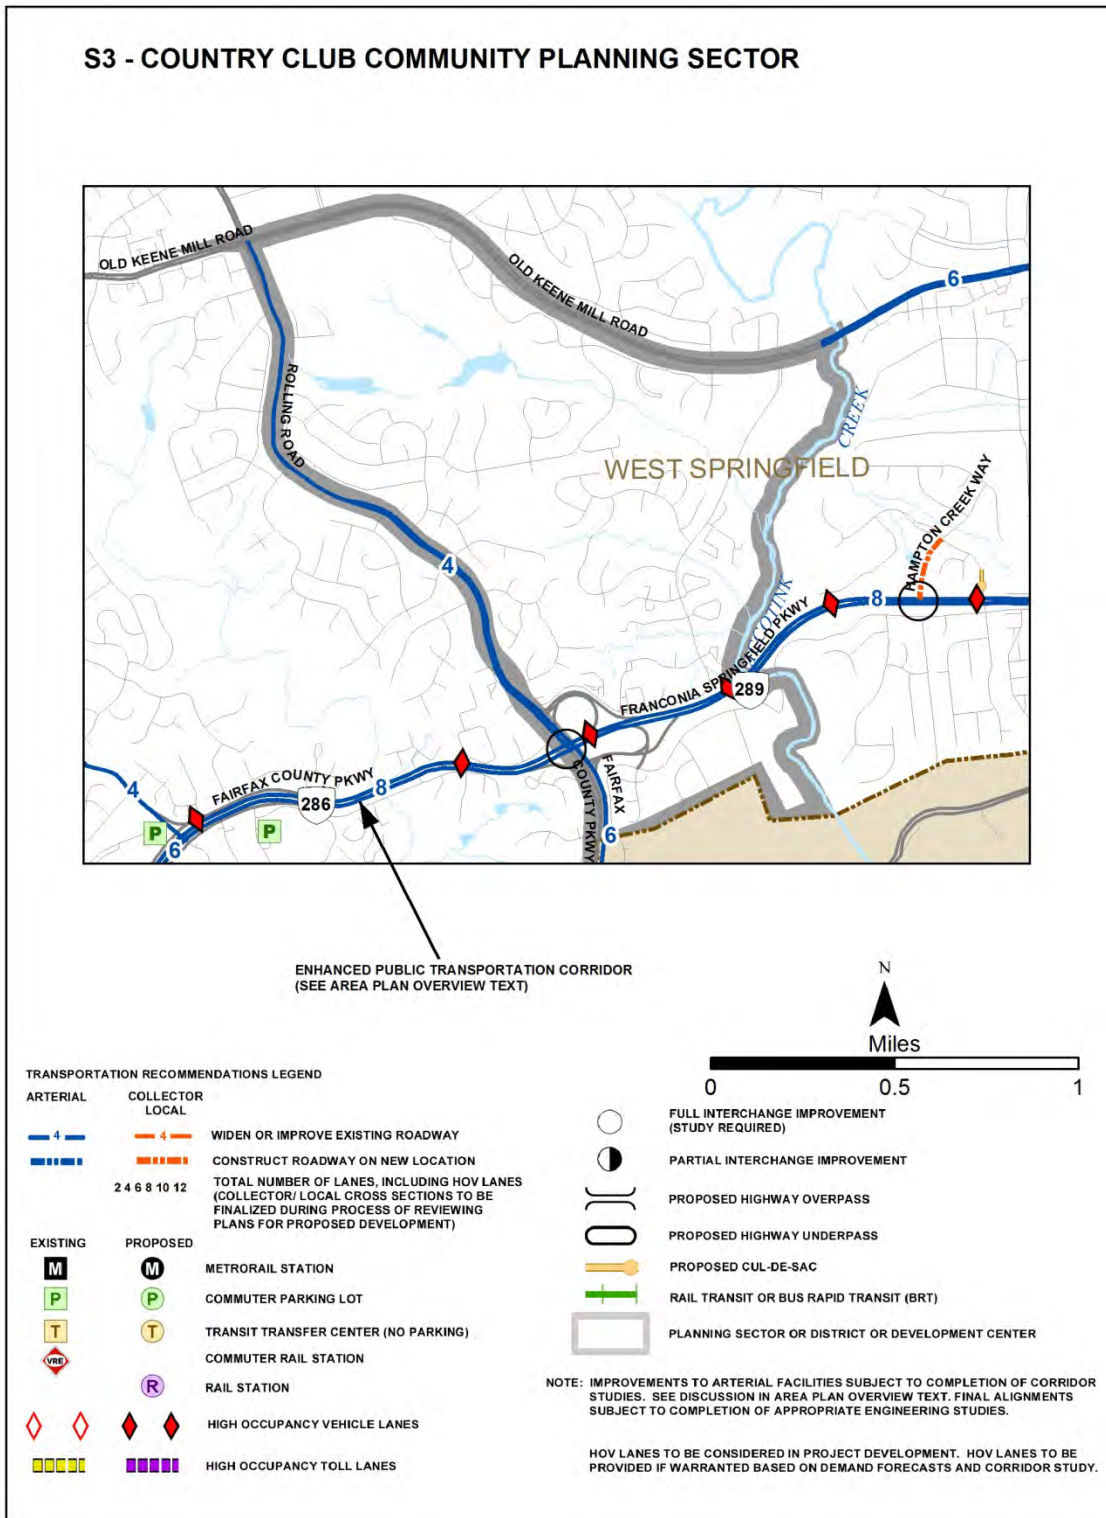 S3 - COUNTRY CLUB COMMUNITY PLANNING SECTOR
OLD KEENE MILL ROAD
OLD KEENE MILL ROAD
6
ROLLING ROAD
CREEK
WEST SPRINGFIELD
HAMPTON CREEK WAY
4
8
FRANCONIA SPRINGFIELD PKWY
289
FAIRFAX
COUNTY PKWY
FAIRFAX COUNTY PKWY
286
8
4
P
P
6
6
ENHANCED PUBLIC TRANSPORTATION CORRIDOR
(SEE AREA PLAN OVERVIEW TEXT)
N
Miles
0 0.5 1
TRANSPORTATION RECOMMENDATIONS LEGEND
ARTERIAL
COLLECTOR
LOCAL
4 4 WIDEN OR IMPROVE EXISTING ROADWAY
CONSTRUCT ROADWAY ON NEW LOCATION
2 4 6 8 10 12
TOTAL NUMBER OF LANES, INCLUDING HOV LANES
(COLLECTOR/ LOCAL CROSS SECTIONS TO BE
FINALIZED DURING PROCESS OF REVIEWING
PLANS FOR PROPOSED DEVELOPMENT)
EXISTING PROPOSED
M M METRORAIL STATION
P P COMMUTER PARKING LOT
T T TRANSIT TRANSFER CENTER (NO PARKING)
VRE COMMUTER RAIL STATION
R RAIL STATION
HIGH OCCUPANCY VEHICLE LANES
HIGH OCCUPANCY TOLL LANES
FULL INTERCHANGE IMPROVEMENT
(STUDY REQUIRED)
PARTIAL INTERCHANGE IMPROVEMENT
PROPOSED HIGHWAY OVERPASS
PROPOSED HIGHWAY UNDERPASS
PROPOSED CUL-DE-SAC
RAIL TRANSIT OR BUS RAPID TRANSIT (BRT)
PLANNING SECTOR OR DISTRICT OR DEVELOPMENT CENTER
NOTE: IMPROVEMENTS TO ARTERIAL FACILITIES SUBJECT TO COMPLETION OF CORRIDOR
STUDIES. SEE DISCUSSION IN AREA PLAN OVERVIEW TEXT. FINAL ALIGNMENTS
SUBJECT TO COMPLETION OF APPROPRIATE ENGINEERING STUDIES.
HOV LANES TO BE CONSIDERED IN PROJECT DEVELOPMENT. HOV LANES TO BE
PROVIDED IF WARRANTED BASED ON DEMAND FORECASTS AND CORRIDOR STUDY.